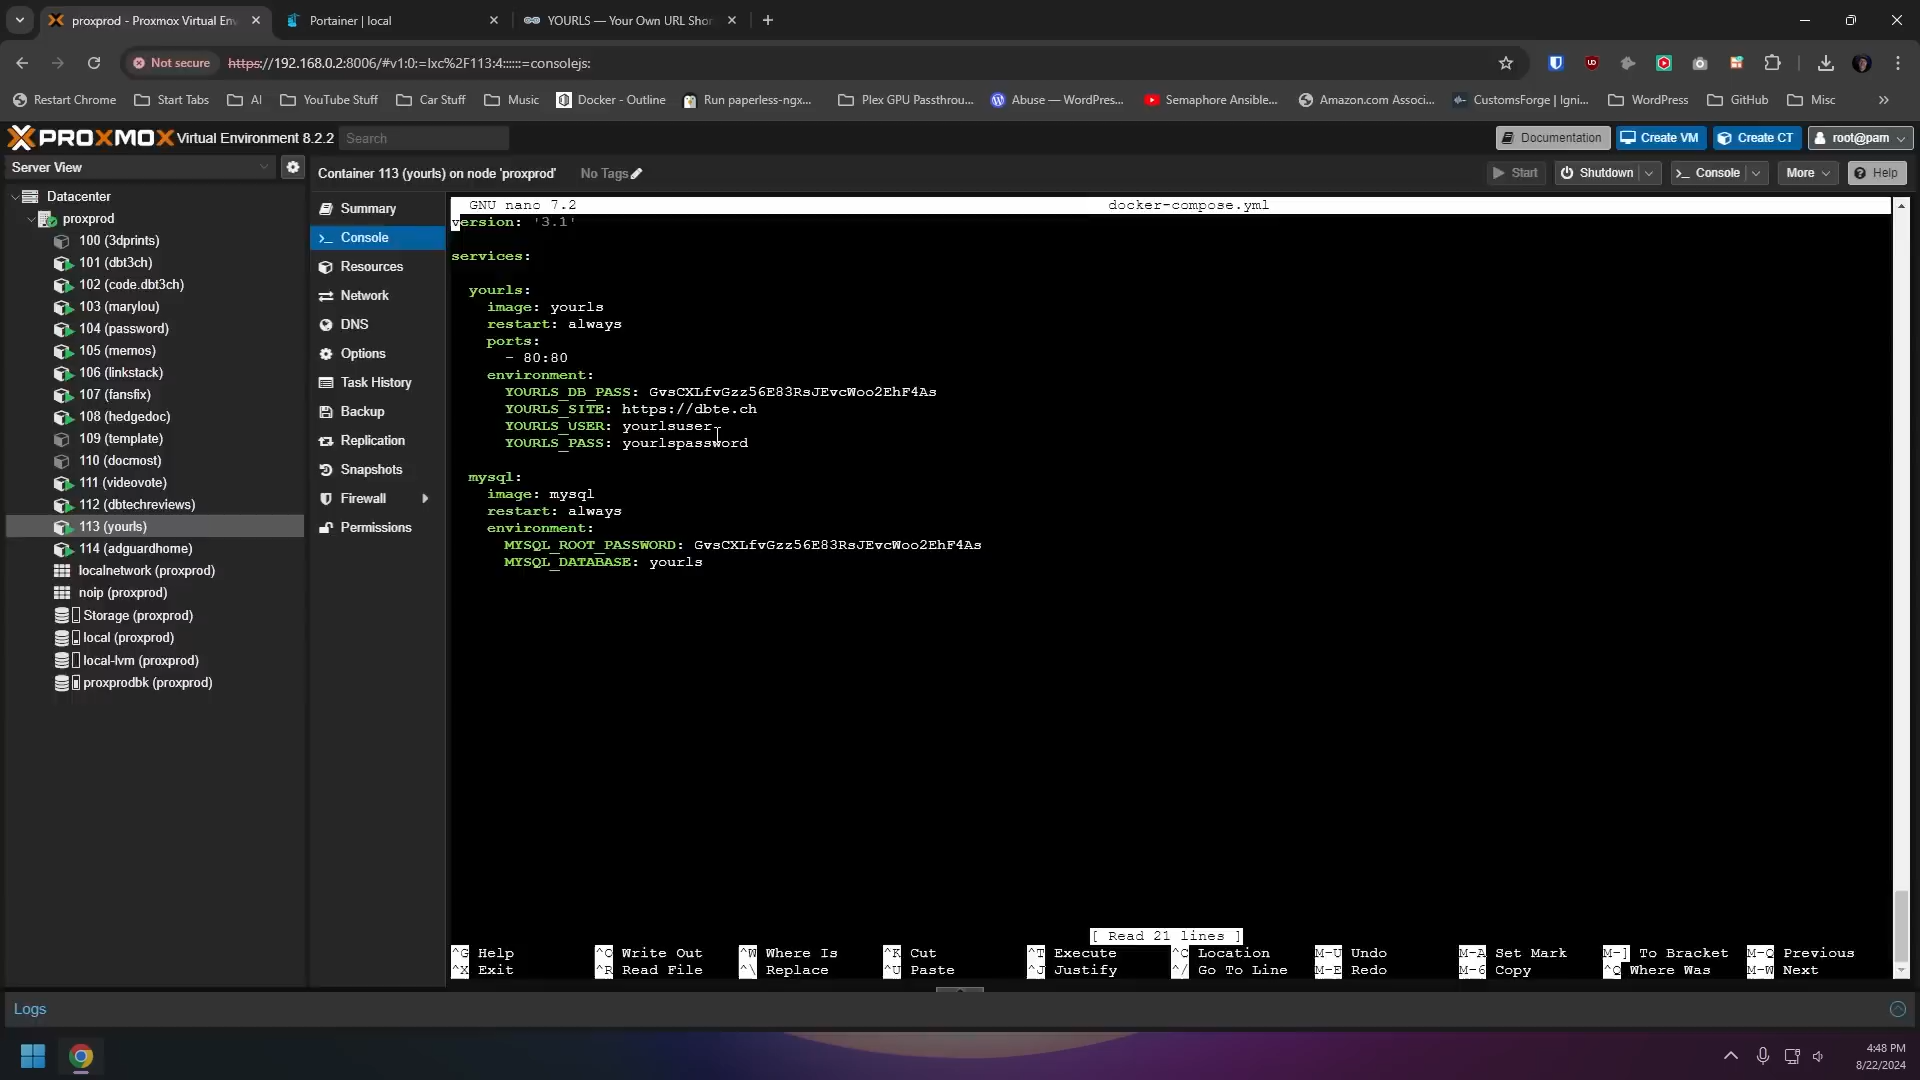 proxprod - Proxmox Virtual En
Portainer | local
YOURLS — Your Own URL Shor
Not secure
https://192.168.0.2:8006/#v1:0:=lxc%2F113:4::::::=consolejs:
Restart Chrome
Start Tabs
AI
YouTube Stuff
Car Stuff
Music
Docker - Outline
Run paperless-ngx...
Plex GPU Passthrou...
Abuse — WordPres...
Semaphore Ansible...
Amazon.com Associ...
CustomsForge | Igni...
WordPress
GitHub
Misc
PROXMOX Virtual Environment 8.2.2
Search
Documentation
Create VM
Create CT
root@pam
Server View
Container 113 (yourls) on node 'proxprod'
No Tags
Start
Shutdown
Console
More
Help
Datacenter
proxprod
100 (3dprints)
101 (dbt3ch)
102 (code.dbt3ch)
103 (marylou)
104 (password)
105 (memos)
106 (linkstack)
107 (fansfix)
108 (hedgedoc)
109 (template)
110 (docmost)
111 (videovote)
112 (dbtechreviews)
113 (yourls)
114 (adguardhome)
localnetwork (proxprod)
noip (proxprod)
Storage (proxprod)
local (proxprod)
local-lvm (proxprod)
proxprodbk (proxprod)
Summary
Console
Resources
Network
DNS
Options
Task History
Backup
Replication
Snapshots
Firewall
Permissions
GNU nano 7.2
docker-compose.yml
version: '3.1'
services:
yourls:
image: yourls
restart: always
ports:
- 80:80
environment:
YOURLS_DB_PASS: GvsCXLfvGzz56E83RsJEvcWoo2EhF4As
YOURLS_SITE: https://dbte.ch
YOURLS_USER: yourlsuser
YOURLS_PASS: yourlspassword
mysql:
image: mysql
restart: always
environment:
MYSQL_ROOT_PASSWORD: GvsCXLfvGzz56E83RsJEvcWoo2EhF4As
MYSQL_DATABASE: yourls
[ Read 21 lines ]
^G Help ^O Write Out ^W Where Is ^K Cut ^T Execute ^C Location M-U Undo M-A Set Mark M-] To Bracket M-Q Previous
^X Exit ^R Read File ^\ Replace ^U Paste ^J Justify ^/ Go To Line M-E Redo M-6 Copy ^Q Where Was M-W Next
Logs
4:48 PM
8/22/2024